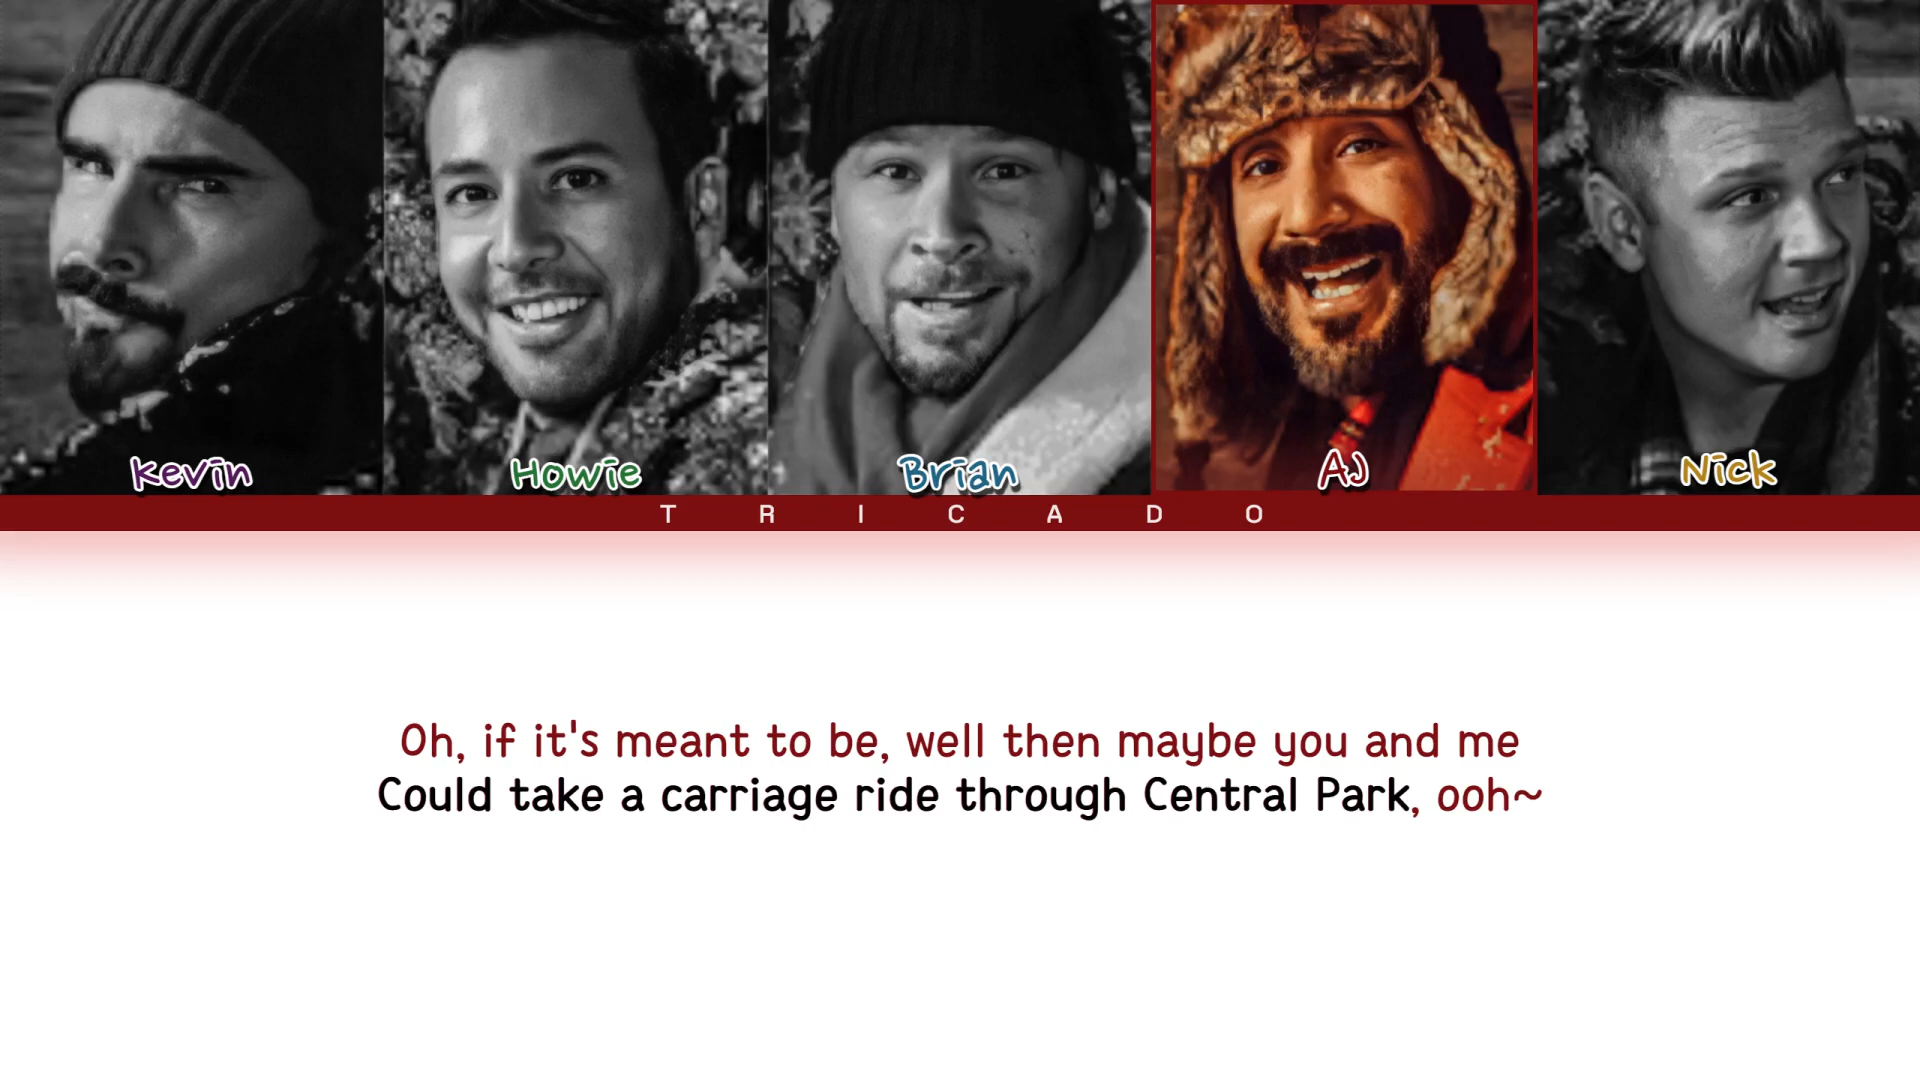 Kevin Howie Brian AJ Nick
TRICADO
Oh, if it's meant to be, well then maybe you and me
Could take a carriage ride through Central Park, ooh~